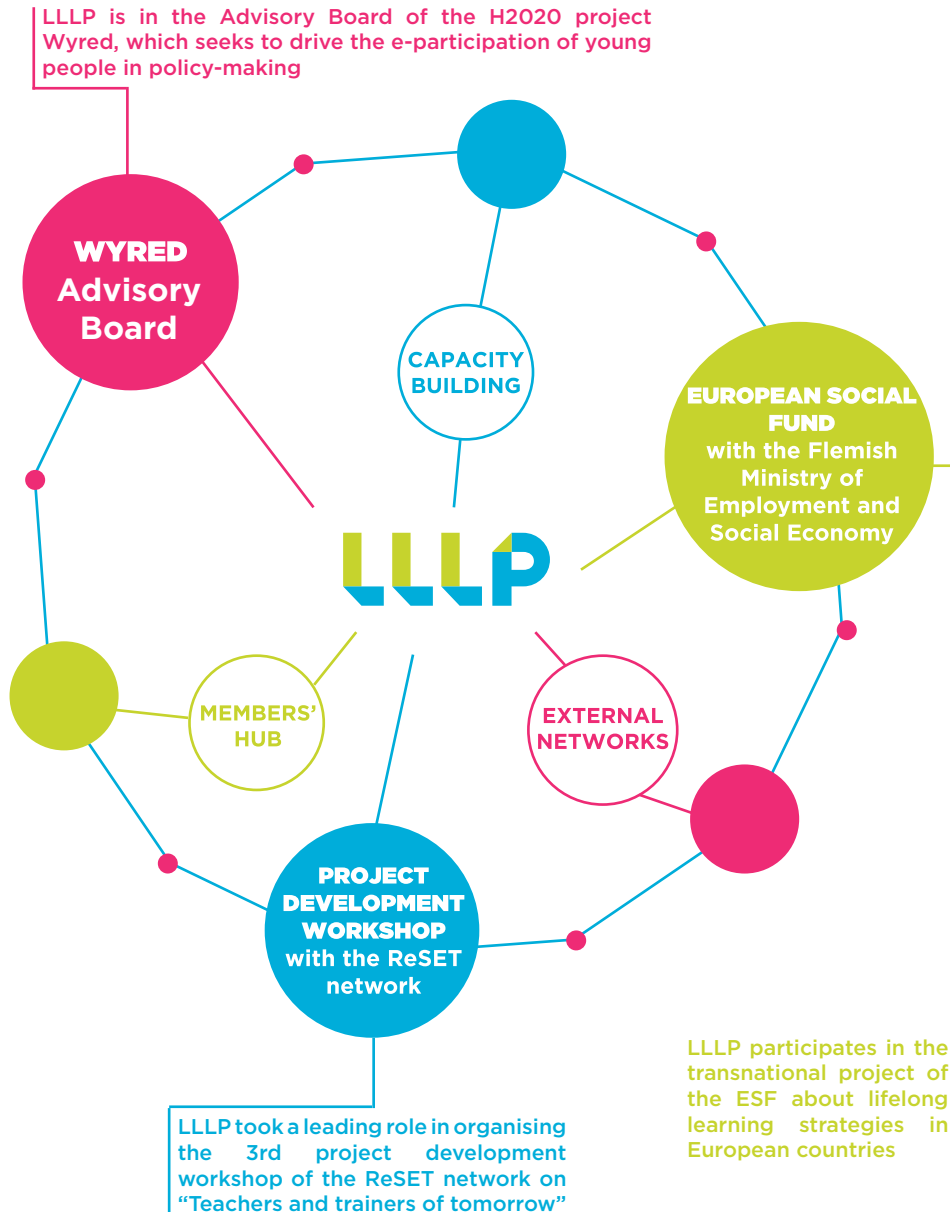 LLLP is in the Advisory Board of the H2020 project
Wyred, which seeks to drive the e-participation of young
people in policy-making
WYRED
Advisory
Board
CAPACITY
BUILDING
EUROPEAN SOCIAL
FUND
with the Flemish
Ministry of
Employment and
Social Economy
LLLP
MEMBERS'
HUB
EXTERNAL
NETWORKS
PROJECT
DEVELOPMENT
WORKSHOP
with the ReSET
network
LLLP participates in the
transnational project of
the ESF about lifelong
learning strategies in
European countries
LLLP took a leading role in organising
the 3rd project development
workshop of the ReSET network on
“Teachers and trainers of tomorrow”